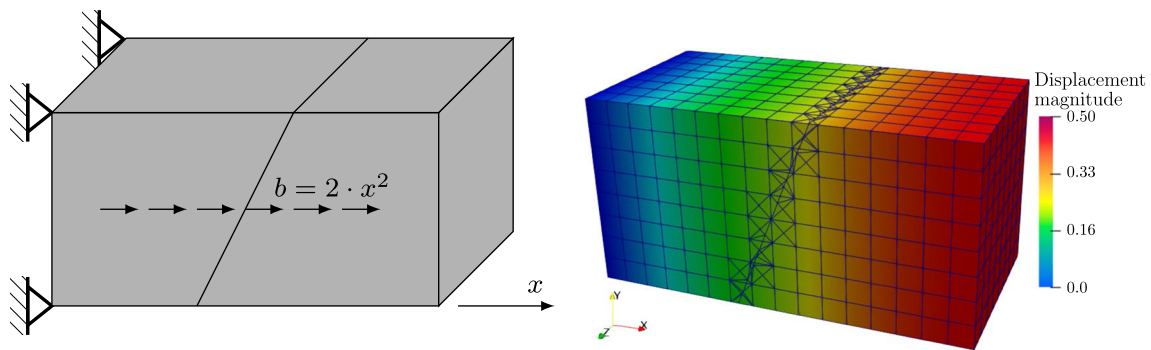 b = 2 · x²
x
Displacement
magnitude
0.50
0.33
0.16
0.0
Y
X
Z